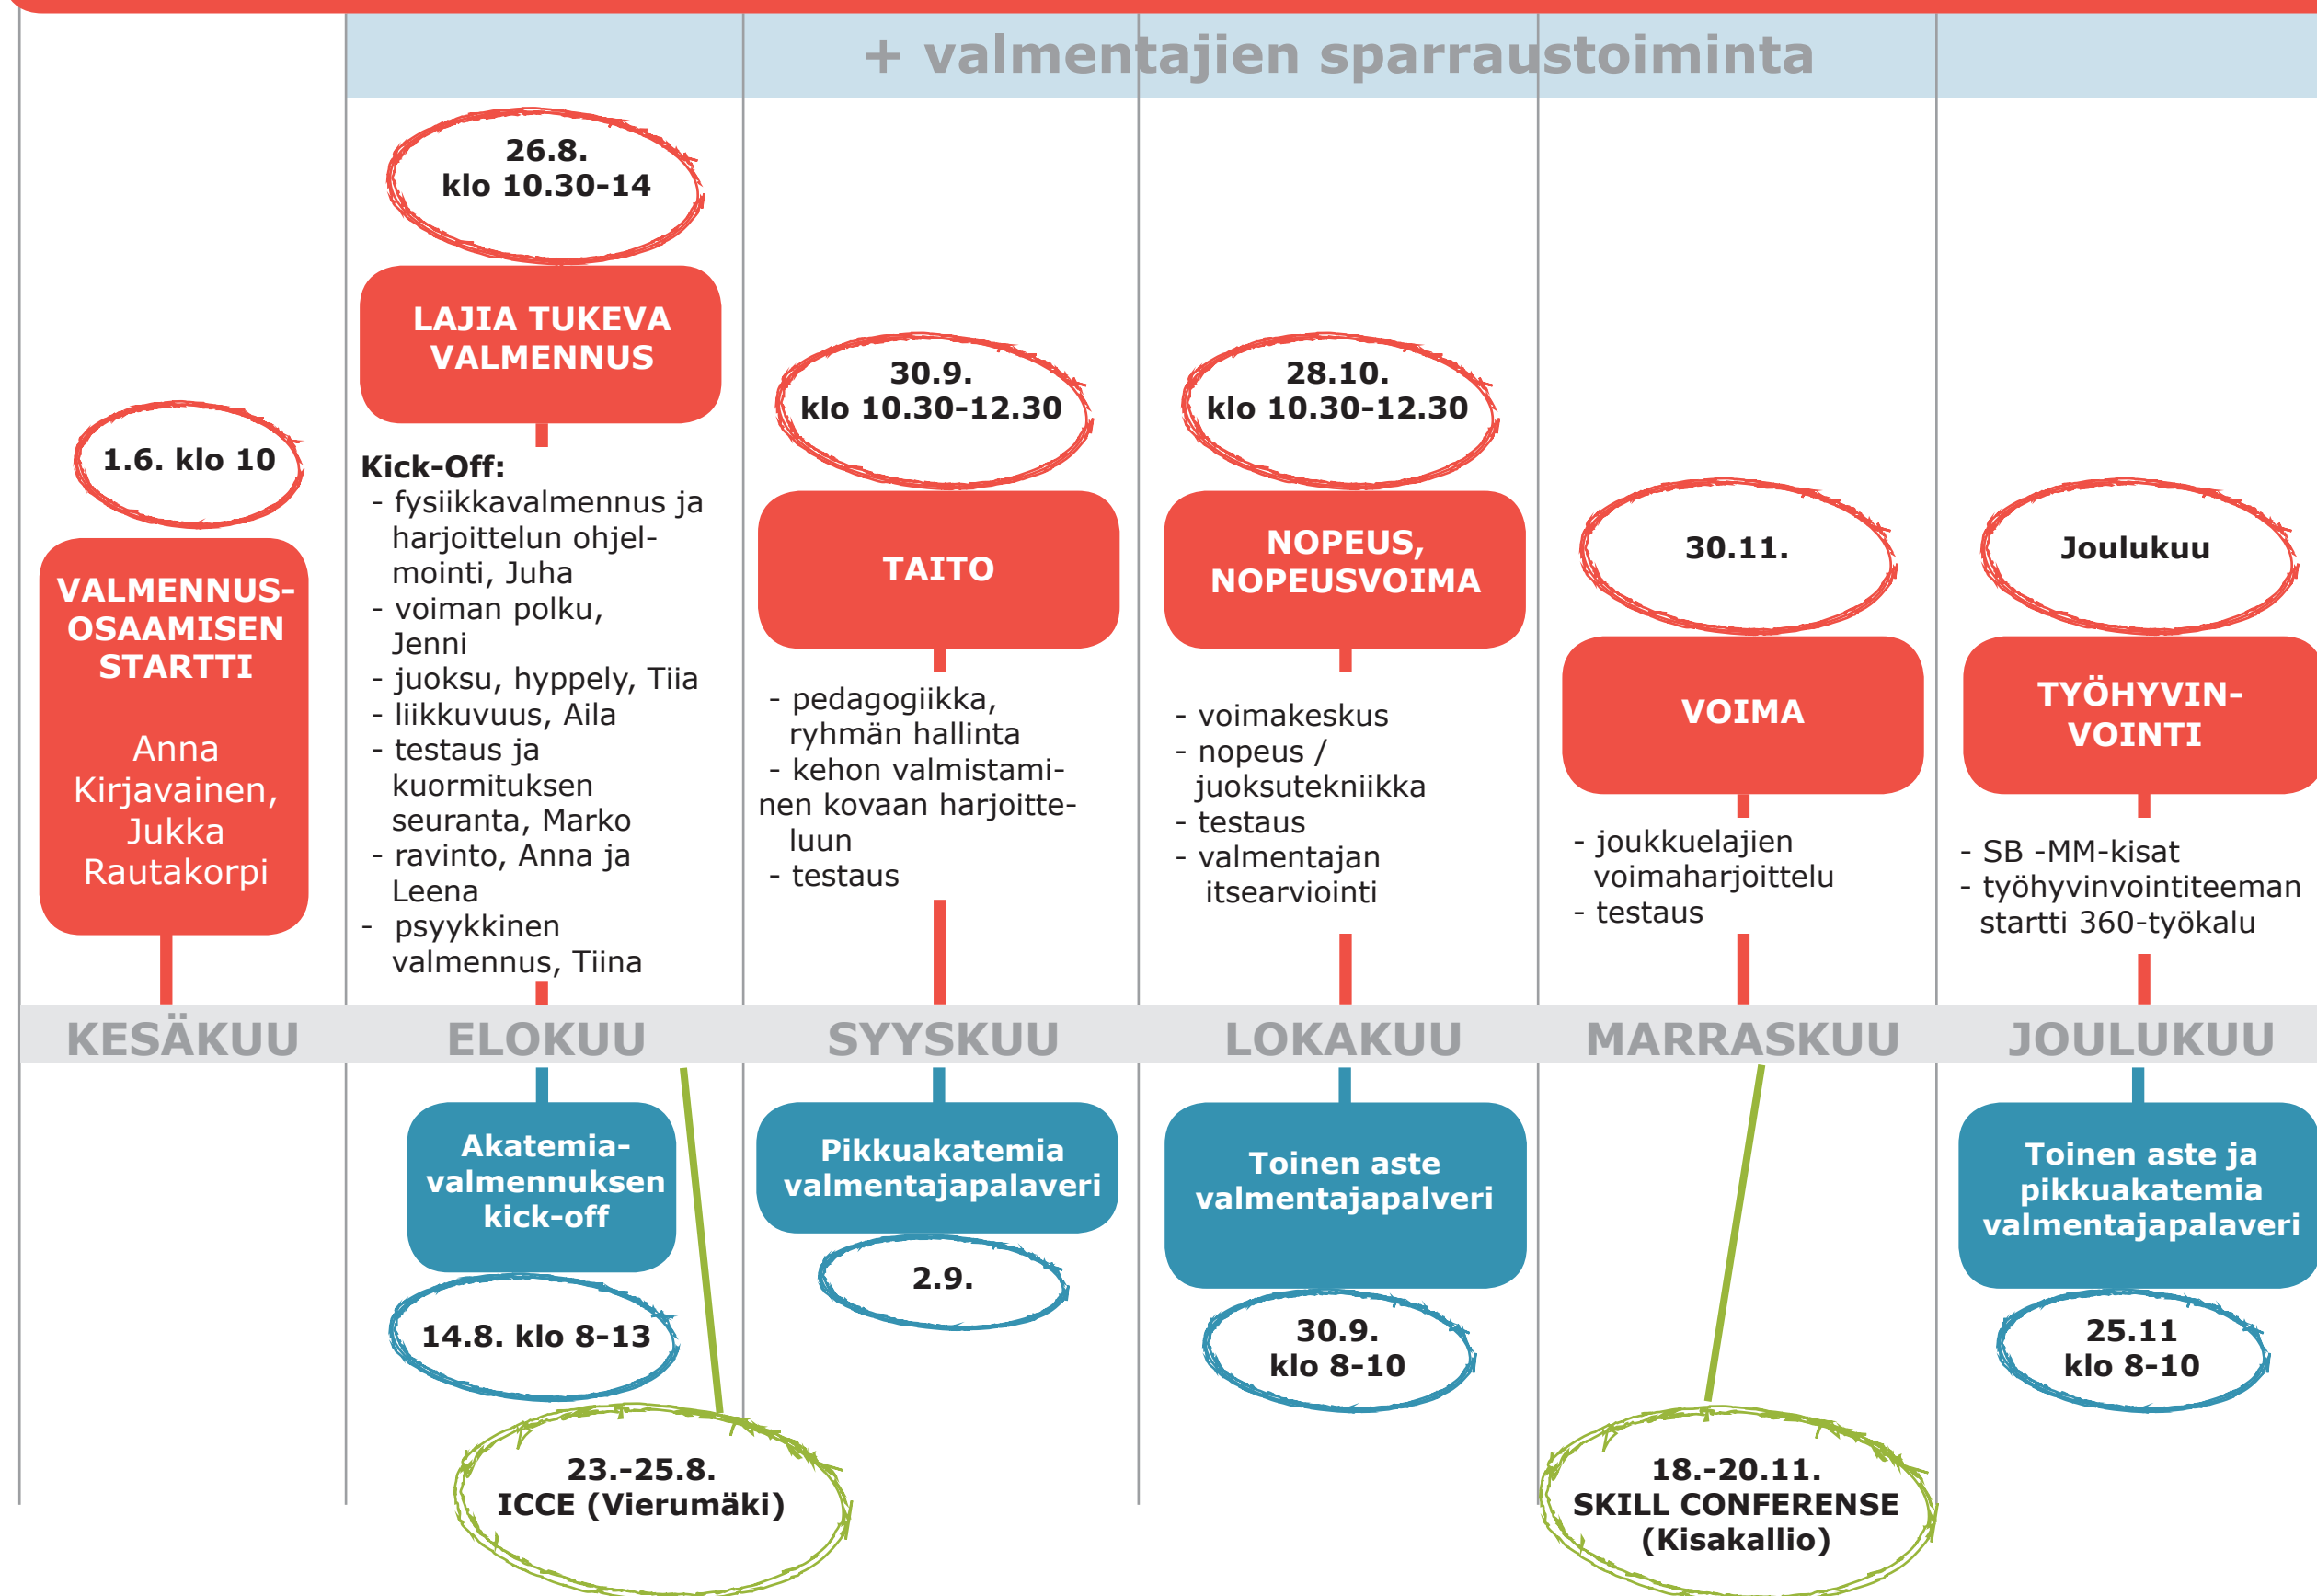 + valmentajien sparraustoiminta
1.6. klo 10
VALMENNUS-
OSAAMISEN
STARTTI
Anna
Kirjavainen,
Jukka
Rautakorpi
26.8.
klo 10.30-14
LAJIA TUKEVA
VALMENNUS
Kick-Off:
- fysiikkavalmennus ja
harjoittelun ohjel-
mointi, Juha
- voiman polku,
Jenni
- juoksu, hyppely, Tiia
- liikkuvuus, Aila
- testaus ja
kuormituksen
seuranta, Marko
- ravinto, Anna ja
Leena
- psyykkinen
valmennus, Tiina
30.9.
klo 10.30-12.30
TAITO
- pedagogiikka,
ryhmän hallinta
- kehon valmistami-
nen kovaan harjoitte-
luun
- testaus
28.10.
klo 10.30-12.30
NOPEUS,
NOPEUSVOIMA
- voimakeskus
- nopeus /
juoksutekniikka
- testaus
- valmentajan
itsearviointi
30.11.
VOIMA
- joukkuelajien
voimaharjoittelu
- testaus
Joulukuu
TYÖHYVIN-
VOINTI
- SB -MM-kisat
- työhyvinvointiteeman
startti 360-työkalu
KESÄKUU
ELOKUU
SYYSKUU
LOKAKUU
MARRASKUU
JOULUKUU
Akatemia-
valmennuksen
kick-off
14.8. klo 8-13
23.-25.8.
ICCE (Vierumäki)
Pikkuakatemia
valmentajapalaveri
2.9.
Toinen aste
valmentajapalveri
30.9.
klo 8-10
18.-20.11.
SKILL CONFERENSE
(Kisakallio)
Toinen aste ja
pikkuakatemia
valmentajapalaveri
25.11
klo 8-10